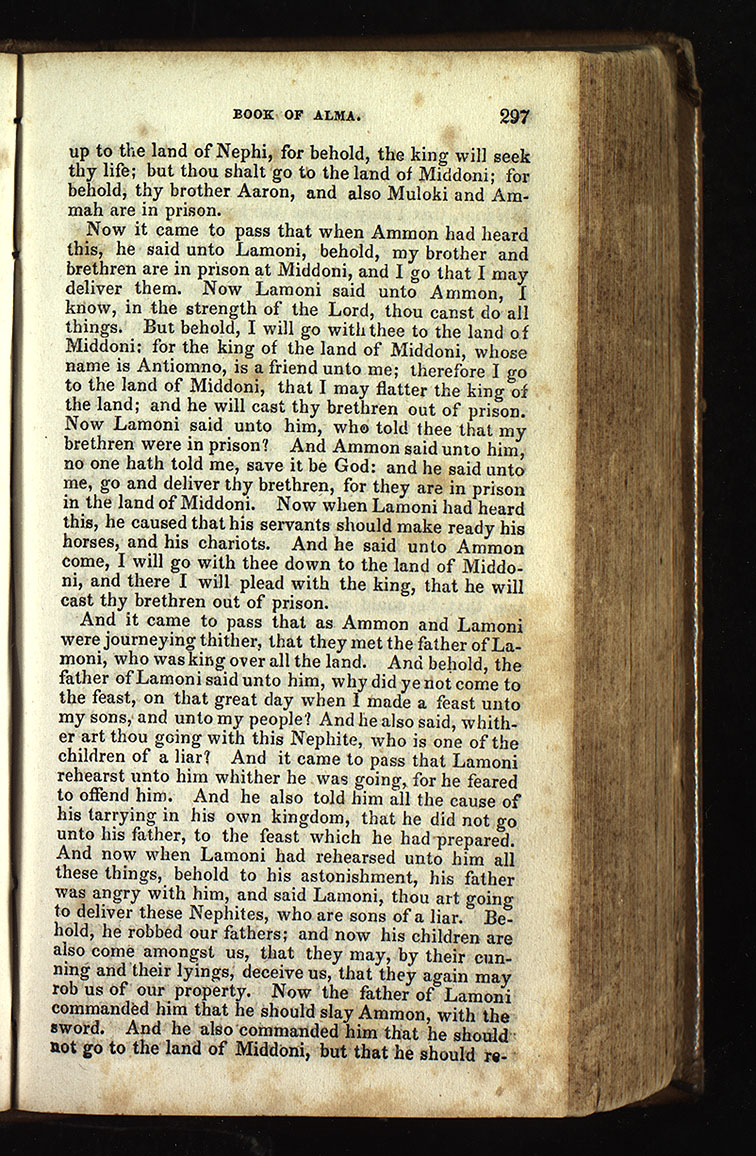 BOOK OF ALMA. 297
up to the land of Nephi, for behold, the king will seek
thy life; but thou shalt go to the land of Middoni; for
behold, thy brother Aaron, and also Muloki and Am-
mah are in prison.
Now it came to pass that when Ammon had heard
this, he said unto Lamoni, behold, my brother and
brethren are in prison at Middoni, and I go that I may
deliver them. Now Lamoni said unto Ammon, I
know, in the strength of the Lord, thou canst do all
things. But behold, I will go with thee to the land of
Middoni: for the king of the land of Middoni, whose
name is Antiomno, is a friend unto me; therefore I go
to the land of Middoni, that I may flatter the king of
the land; and he will cast thy brethren out of prison.
Now Lamoni said unto him, who told thee that my
brethren were in prison? And Ammon said unto him,
no one hath told me, save it be God: and he said unto
me, go and deliver thy brethren, for they are in prison
in the land of Middoni. Now when Lamoni had heard
this, he caused that his servants should make ready his
horses, and his chariots. And he said unto Ammon
come, I will go with thee down to the land of Middo-
ni, and there I will plead with the king, that he will
cast thy brethren out of prison.
And it came to pass that as Ammon and Lamoni
were journeying thither, that they met the father of La-
moni, who was king over all the land. And behold, the
father of Lamoni said unto him, why did ye not come to
the feast, on that great day when I made a feast unto
my sons, and unto my people? And he also said, whith-
er art thou going with this Nephite, who is one of the
children of a liar? And it came to pass that Lamoni
rehearst unto him whither he was going, for he feared
to offend him. And he also told him all the cause of
his tarrying in his own kingdom, that he did not go
unto his father, to the feast which he had prepared.
And now when Lamoni had rehearsed unto him all
these things, behold to his astonishment, his father
was angry with him, and said Lamoni, thou art going
to deliver these Nephites, who are sons of a liar. Be-
hold, he robbed our fathers; and now his children are
also come amongst us, that they may, by their cun-
ning and their lyings, deceive us, that they again may
rob us of our property. Now the father of Lamoni
commanded him that he should slay Ammon, with the
sword. And he also commanded him that he should
not go to the land of Middoni, but that he should re-